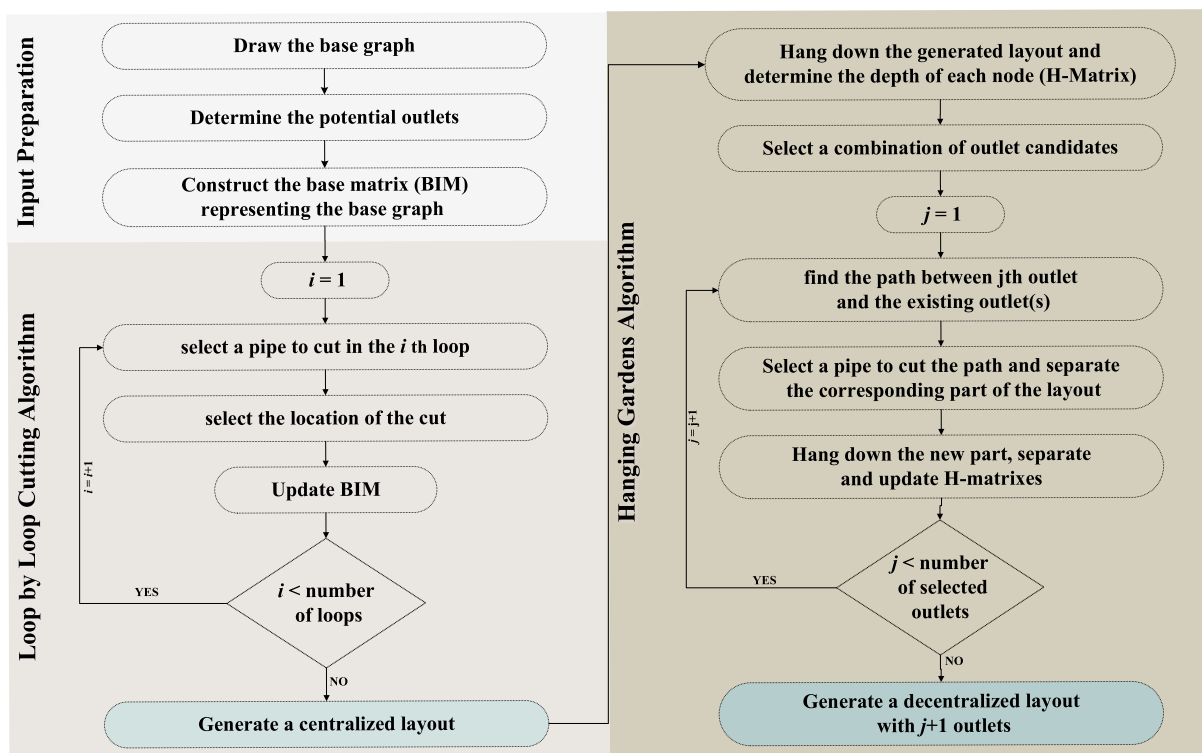 Input Preparation
Draw the base graph
Determine the potential outlets
Construct the base matrix (BIM)
representing the base graph
Loop by Loop Cutting Algorithm
i = 1
select a pipe to cut in the i th loop
select the location of the cut
Update BIM
i < number
of loops
YES
i = i+1
NO
Generate a centralized layout
Hanging Gardens Algorithm
Hang down the generated layout and
determine the depth of each node (H-Matrix)
Select a combination of outlet candidates
j = 1
find the path between jth outlet
and the existing outlet(s)
Select a pipe to cut the path and separate
the corresponding part of the layout
Hang down the new part, separate
and update H-matrixes
j < number
of selected
outlets
YES
j = j+1
NO
Generate a decentralized layout
with j+1 outlets